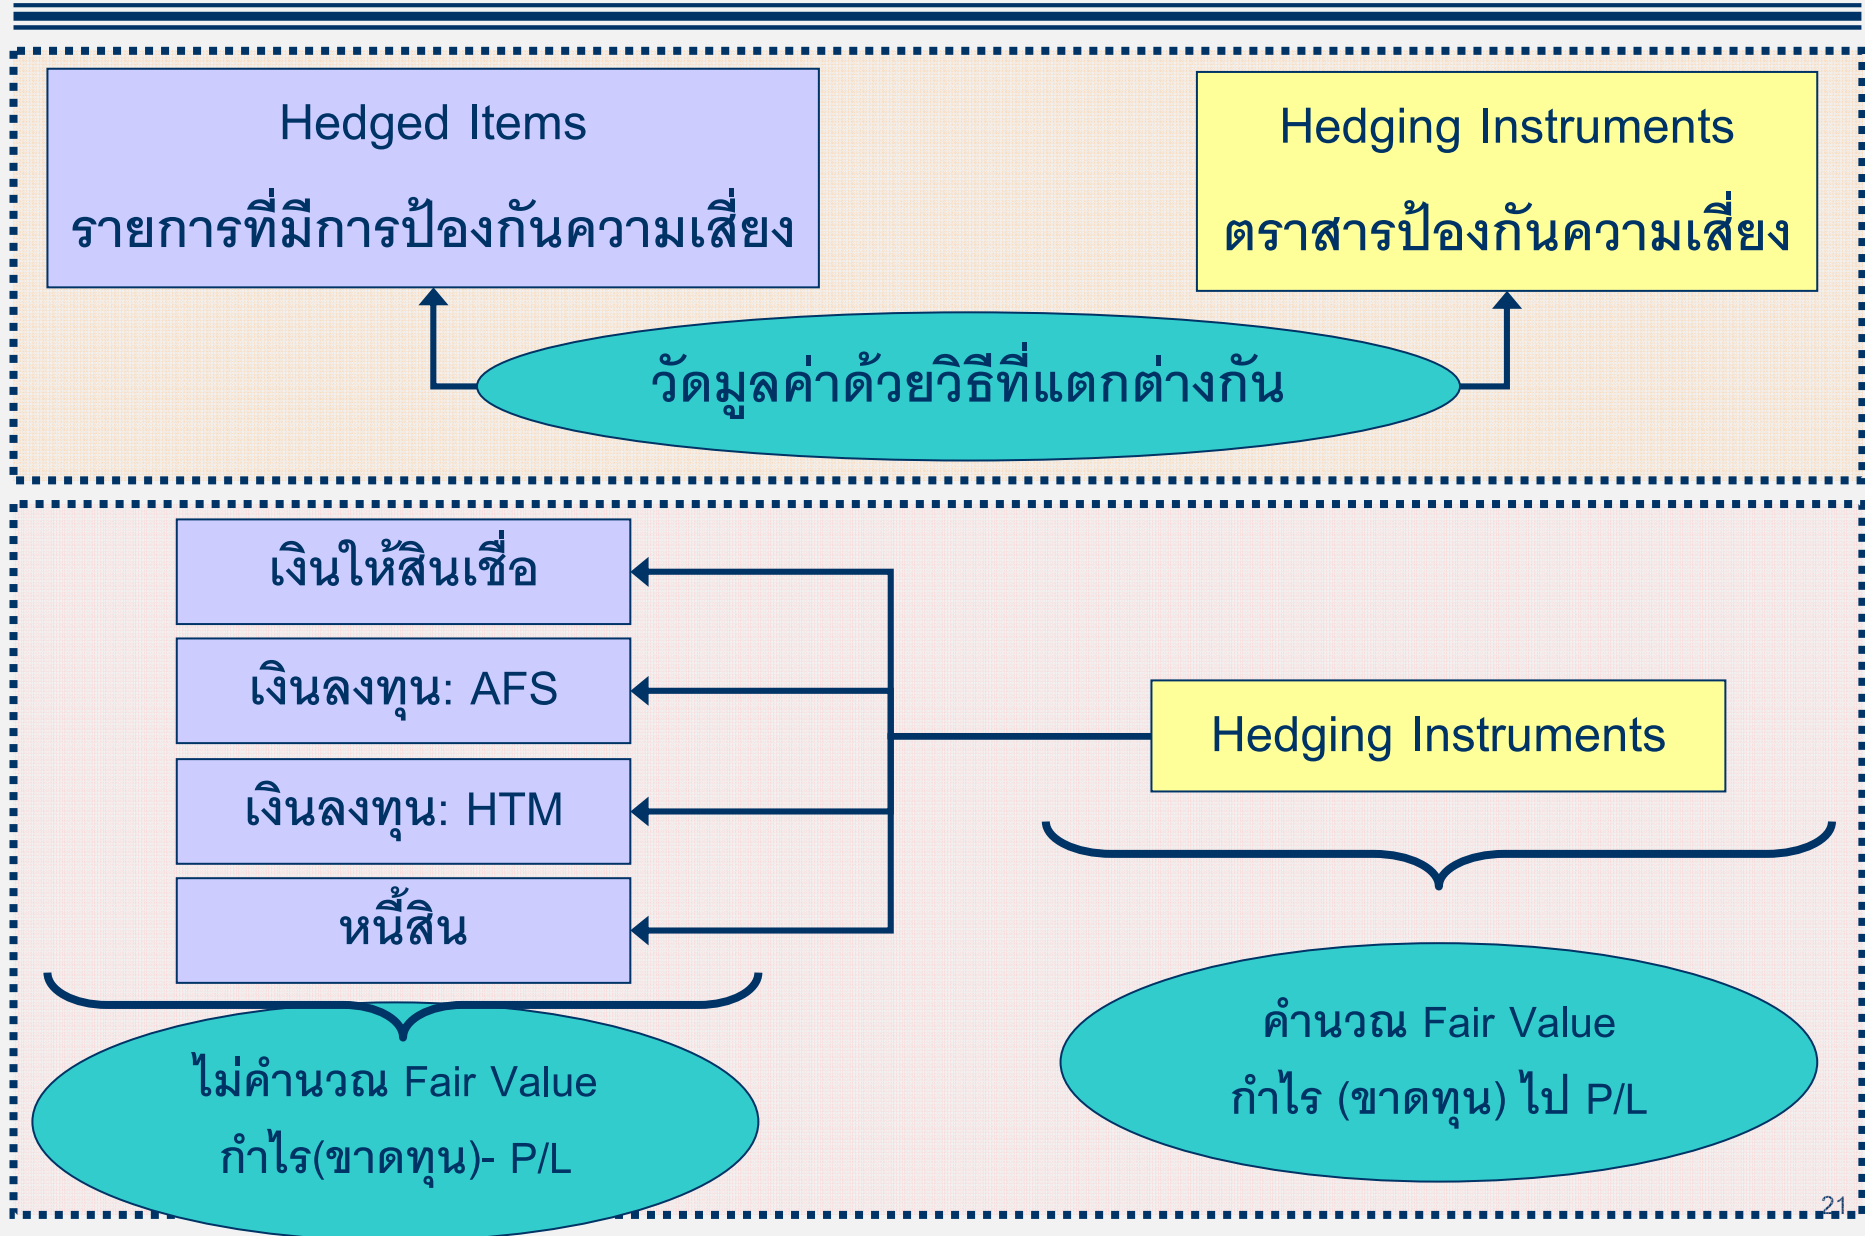 Hedged Items
รายการที่มีการป้องกันความเสี่ยง
Hedging Instruments
ตราสารป้องกันความเสี่ยง
วัดมูลค่าด้วยวิธีที่แตกต่างกัน
เงินให้สินเชื่อ
เงินลงทุน: AFS
เงินลงทุน: HTM
หนี้สิน
Hedging Instruments
ไม่คำนวณ Fair Value
กำไร(ขาดทุน)- P/L
คำนวณ Fair Value
กำไร (ขาดทุน) ไป P/L
21